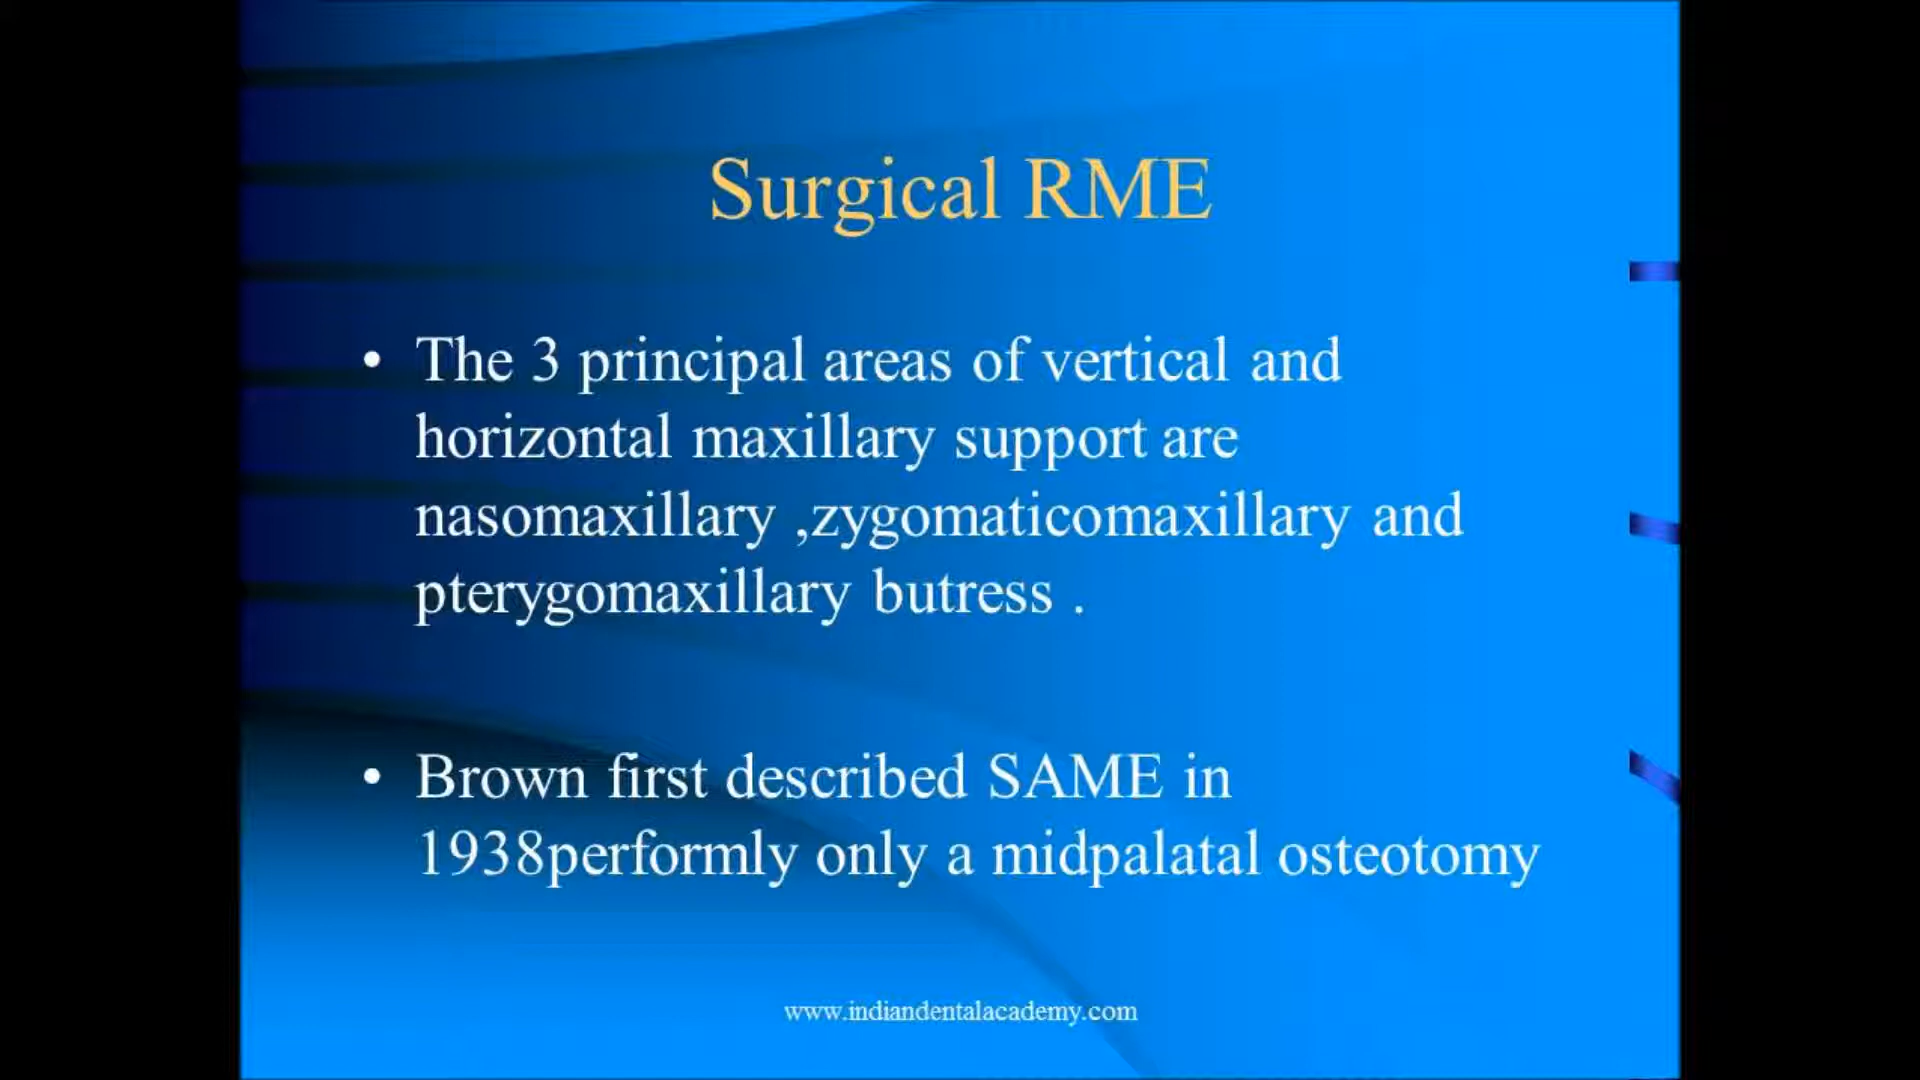 Surgical RME
• The 3 principal areas of vertical and
horizontal maxillary support are
nasomaxillary ,zygomaticomaxillary and
pterygomaxillary butress .
• Brown first described SAME in
1938performly only a midpalatal osteotomy
www.indiandentalacademy.com